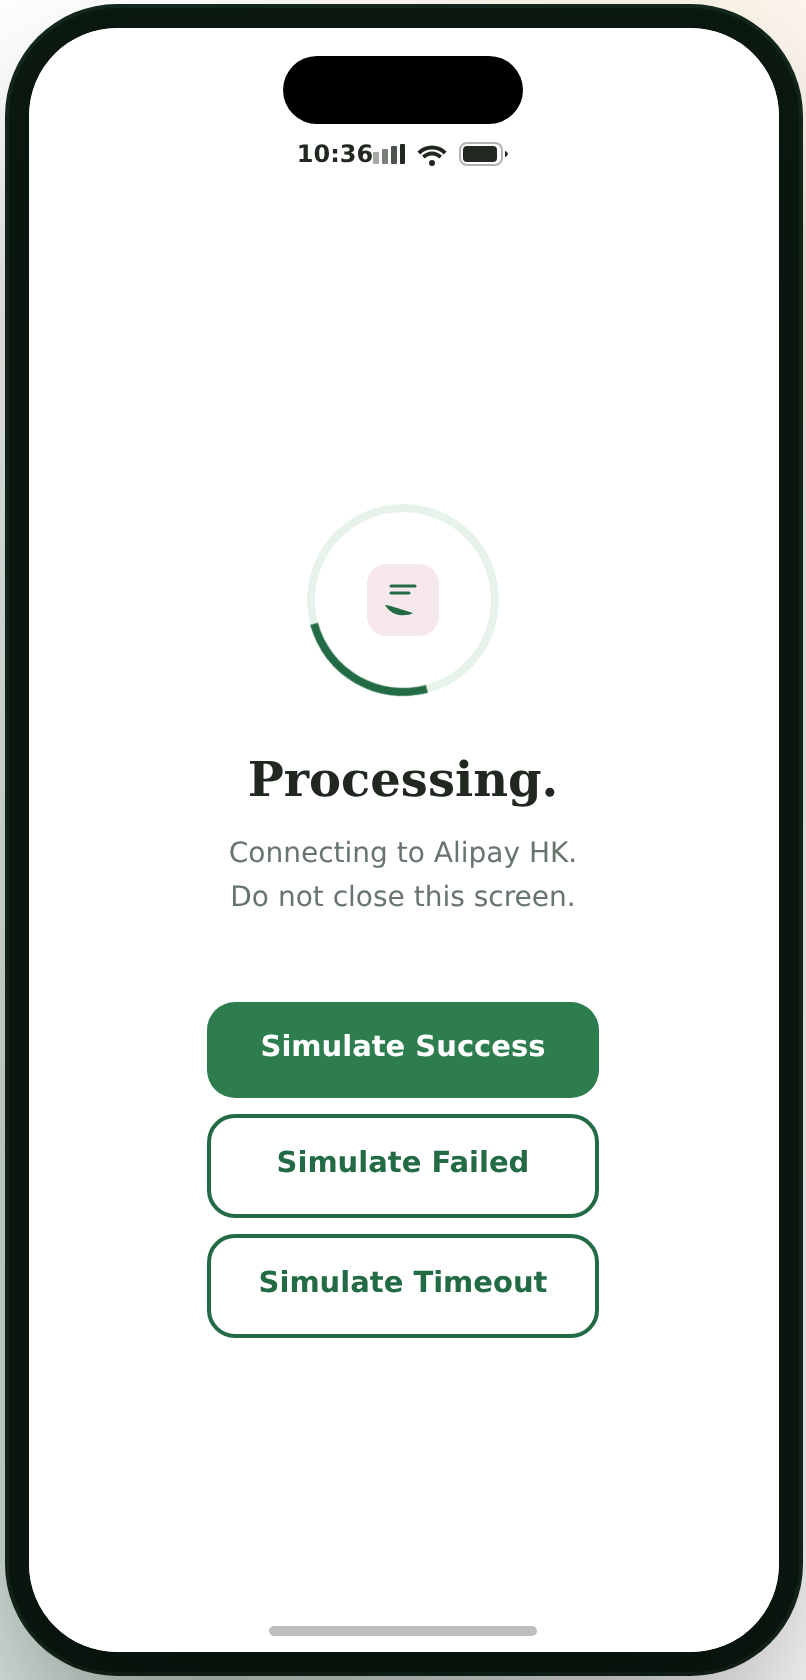 10:36
Processing.
Connecting to Alipay HK.
Do not close this screen.
Simulate Success
Simulate Failed
Simulate Timeout